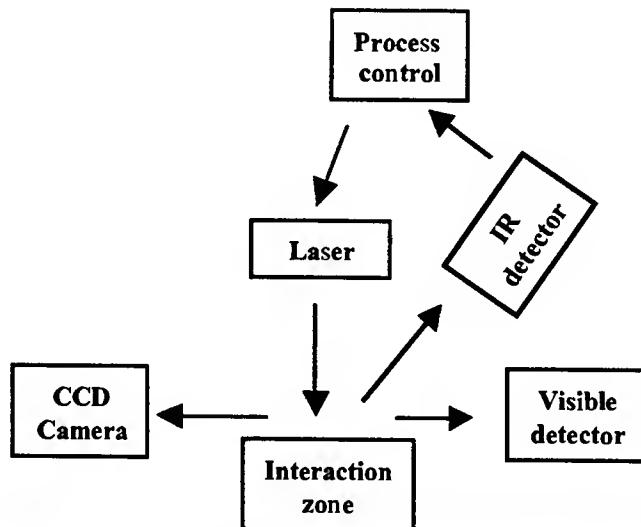 Process
control
IR
detector
Laser
CCD
Camera
Visible
detector
Interaction
zone